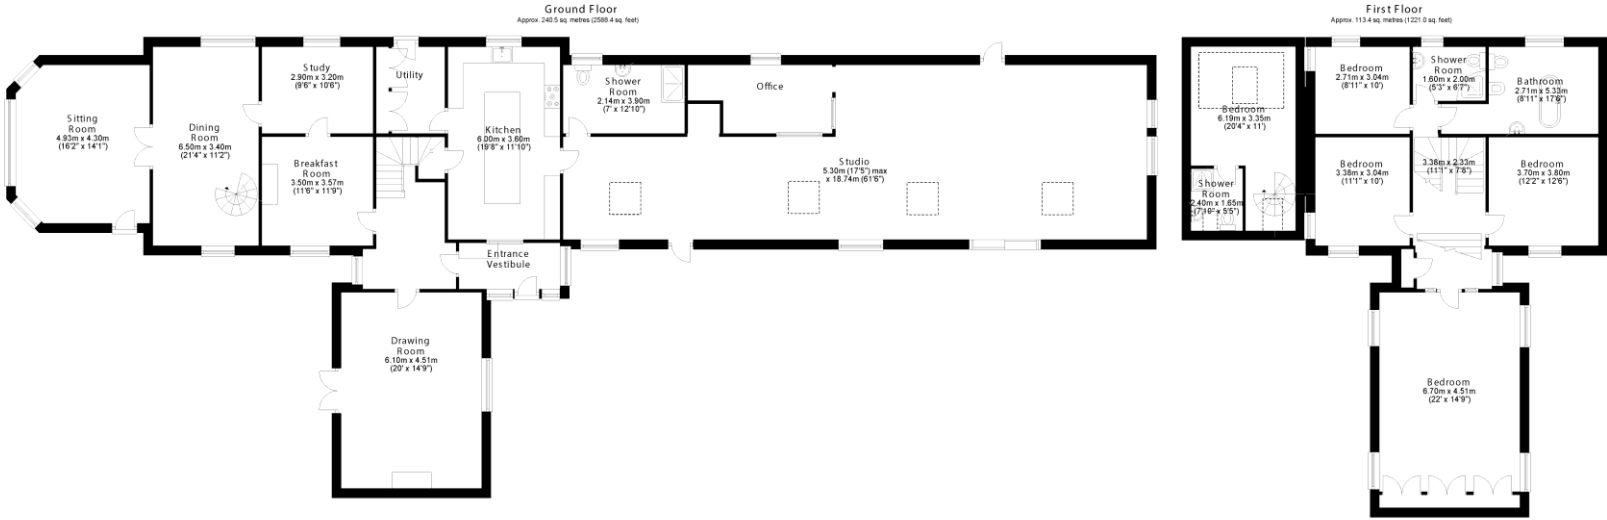 Ground Floor
Approx. 240.5 sq. metres (2588.4 sq. feet)
Study
2.90m x 3.20m
(9'6" x 10'6")
Utility
Sitting
Room
4.93m x 4.30m
(16'2" x 14'1")
Dining
Room
6.50m x 3.40m
(21'4" x 11'2")
Breakfast
Room
3.50m x 3.57m
(11'6" x 11'9")
Kitchen
6.00m x 3.60m
(19'8" x 11'10")
Shower
Room
2.14m x 3.90m
(7' x 12'10")
Office
Studio
5.30m (17'5") max
x 18.74m (61'6")
Entrance
Vestibule
Drawing
Room
6.10m x 4.51m
(20' x 14'9")
First Floor
Approx. 113.4 sq. metres (1221.0 sq. feet)
Bedroom
6.19m x 3.35m
(20'4" x 11')
Shower
Room
2.40m x 1.65m
(7'10" x 5'5")
Bedroom
2.71m x 3.04m
(8'11" x 10')
Shower
Room
1.60m x 2.00m
(5'3" x 6'7")
Bathroom
2.71m x 5.33m
(8'11" x 17'6")
Bedroom
3.38m x 3.04m
(11'1" x 10')
3.38m x 2.33m
(11'1" x 7'8")
Bedroom
3.70m x 3.80m
(12'2" x 12'6")
Bedroom
6.70m x 4.51m
(22' x 14'9")